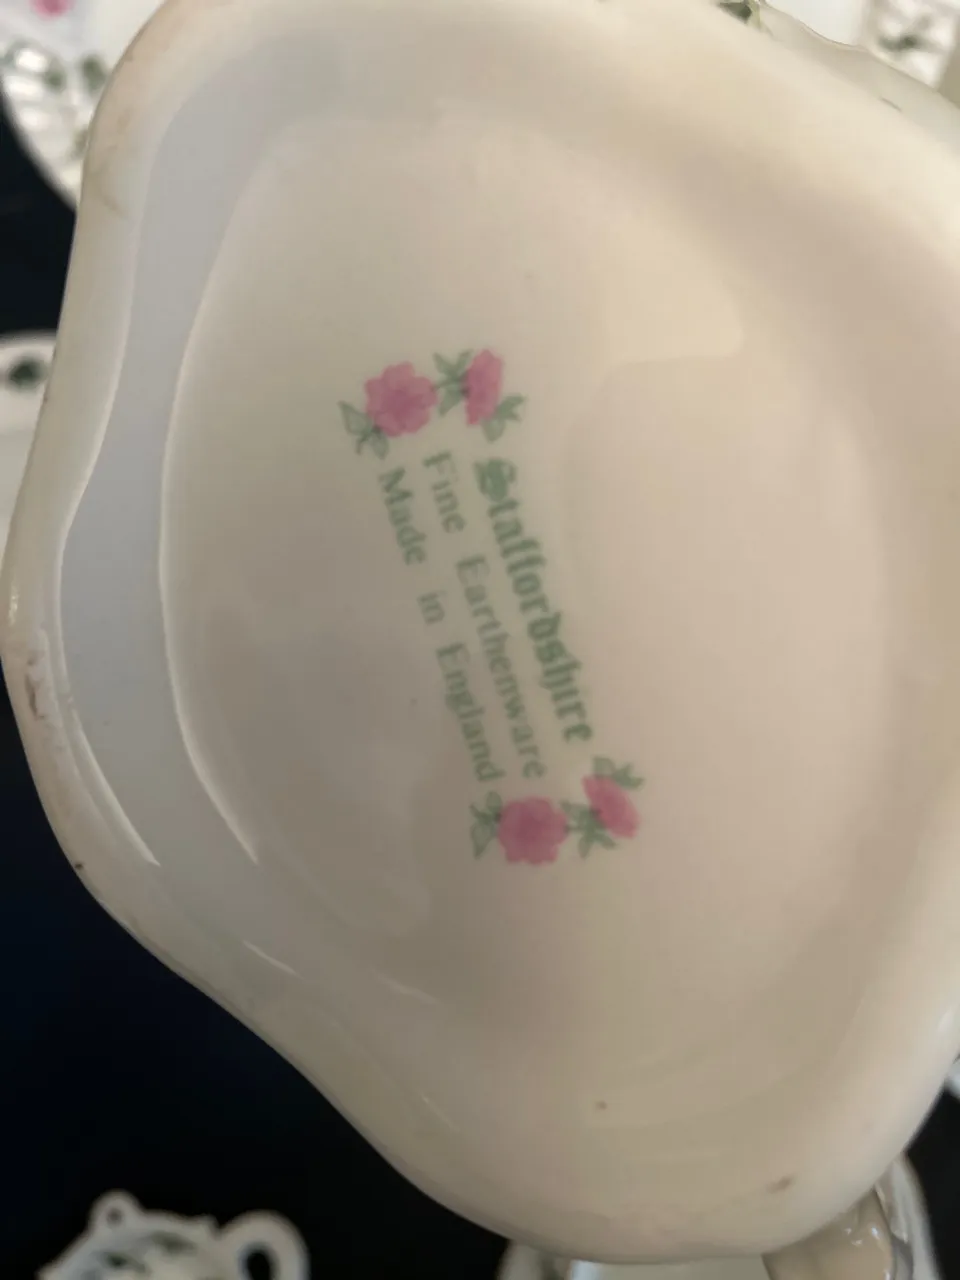 Staffordshire
Fine Earthenware
Made in England